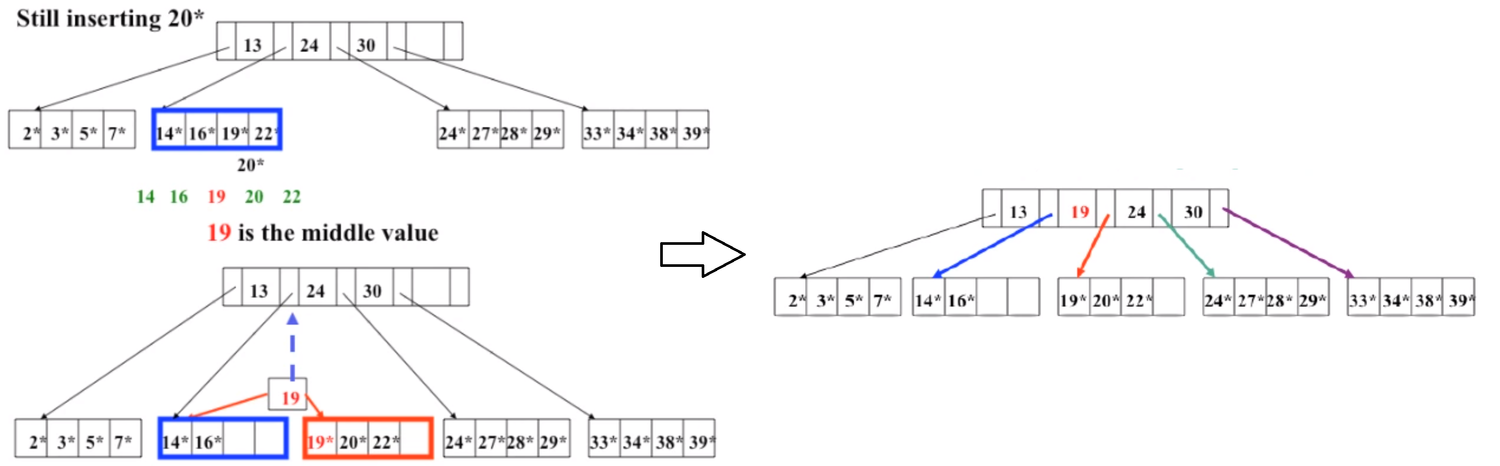 Still inserting 20*
13 24 30
2* 3* 5* 7* 14* 16* 19* 22* 24* 27* 28* 29* 33* 34* 38* 39*
20*
14 16 19 20 22
19 is the middle value
13 24 30
19
2* 3* 5* 7* 14* 16* 19* 20* 22* 24* 27* 28* 29* 33* 34* 38* 39*
13 19 24 30
2* 3* 5* 7* 14* 16* 19* 20* 22* 24* 27* 28* 29* 33* 34* 38* 39*